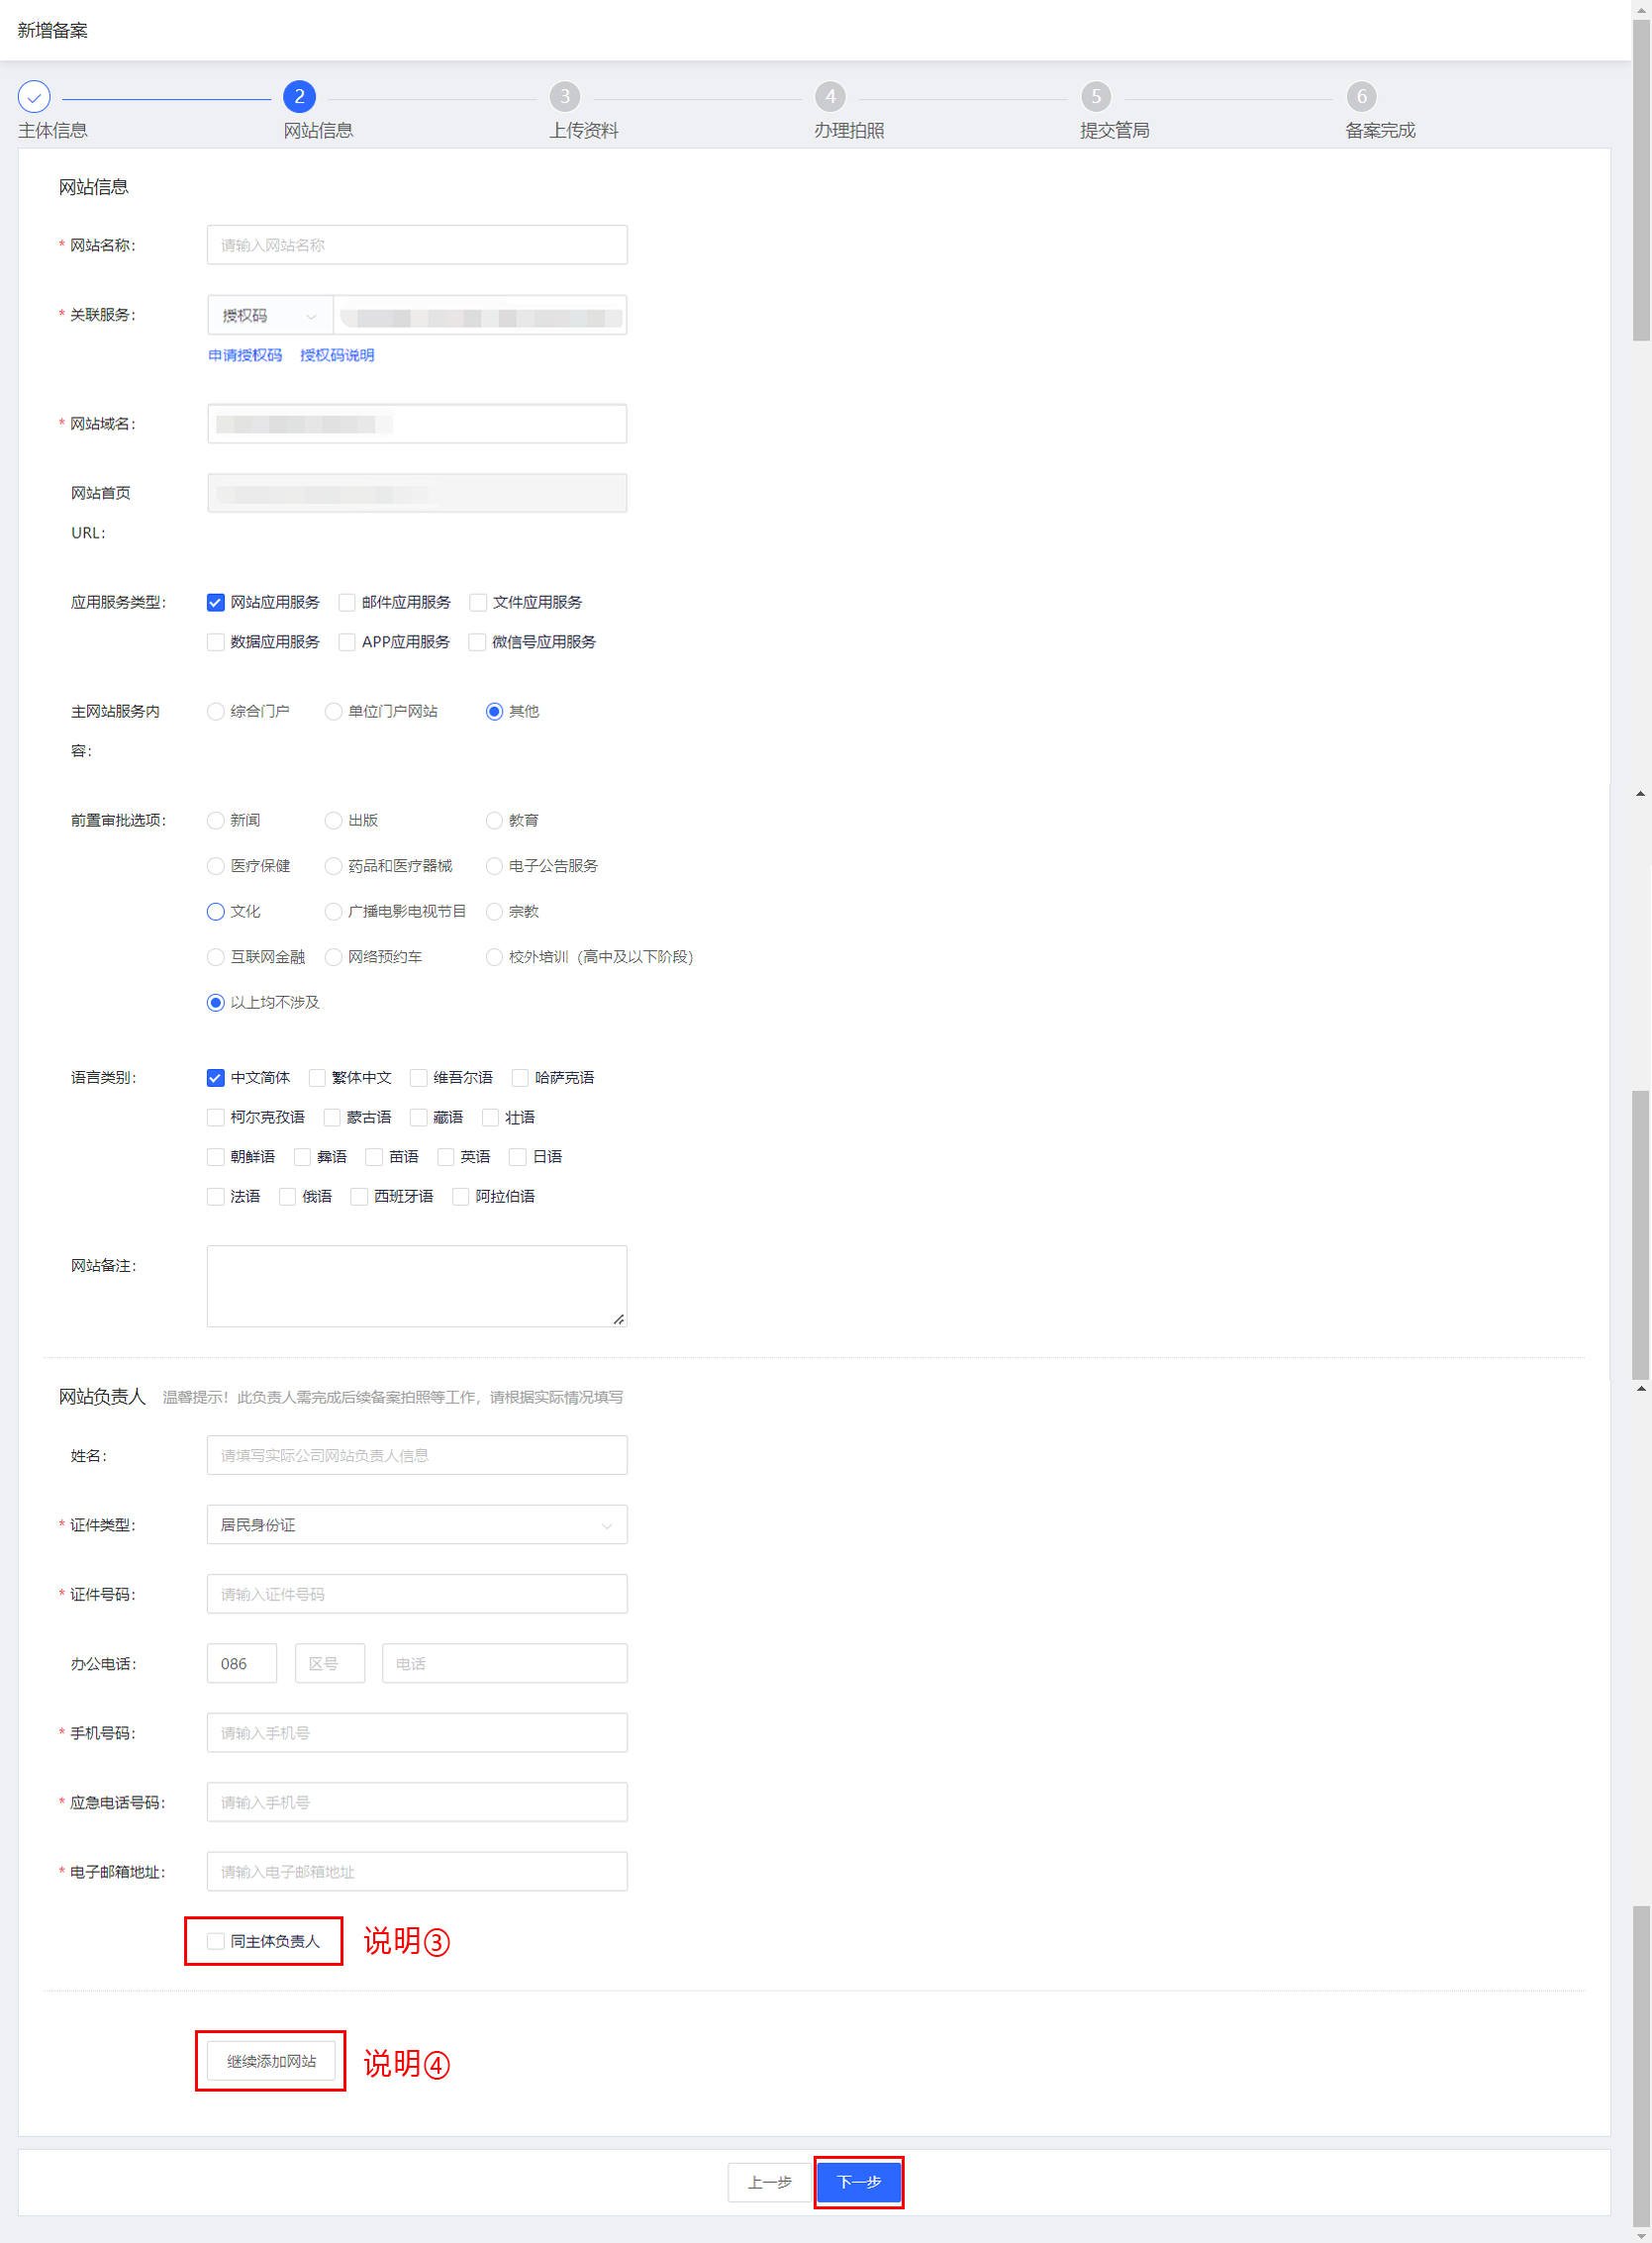 新增备案
2 3 4 5 6
主体信息 网站信息 上传资料 办理拍照 提交管局 备案完成
网站信息
* 网站名称： 请输入网站名称
* 关联服务： 授权码
申请授权码 授权码说明
* 网站域名：
网站首页
URL：
应用服务类型： 网站应用服务 邮件应用服务 文件应用服务
数据应用服务 APP应用服务 微信号应用服务
主网站服务内 综合门户 单位门户网站 其他
容：
前置审批选项： 新闻 出版 教育
医疗保健 药品和医疗器械 电子公告服务
文化 广播电影电视节目 宗教
互联网金融 网络预约车 校外培训（高中及以下阶段）
以上均不涉及
语言类别： 中文简体 繁体中文 维吾尔语 哈萨克语
柯尔克孜语 蒙古语 藏语 壮语
朝鲜语 彝语 苗语 英语 日语
法语 俄语 西班牙语 阿拉伯语
网站备注：
网站负责人 温馨提示！此负责人需完成后续备案拍照等工作，请根据实际情况填写
姓名： 请填写实际公司网站负责人信息
* 证件类型： 居民身份证
* 证件号码： 请输入证件号码
办公电话： 086 区号 电话
* 手机号码： 请输入手机号
* 应急电话号码： 请输入手机号
* 电子邮箱地址： 请输入电子邮箱地址
同主体负责人 说明③
继续添加网站 说明④
上一步 下一步